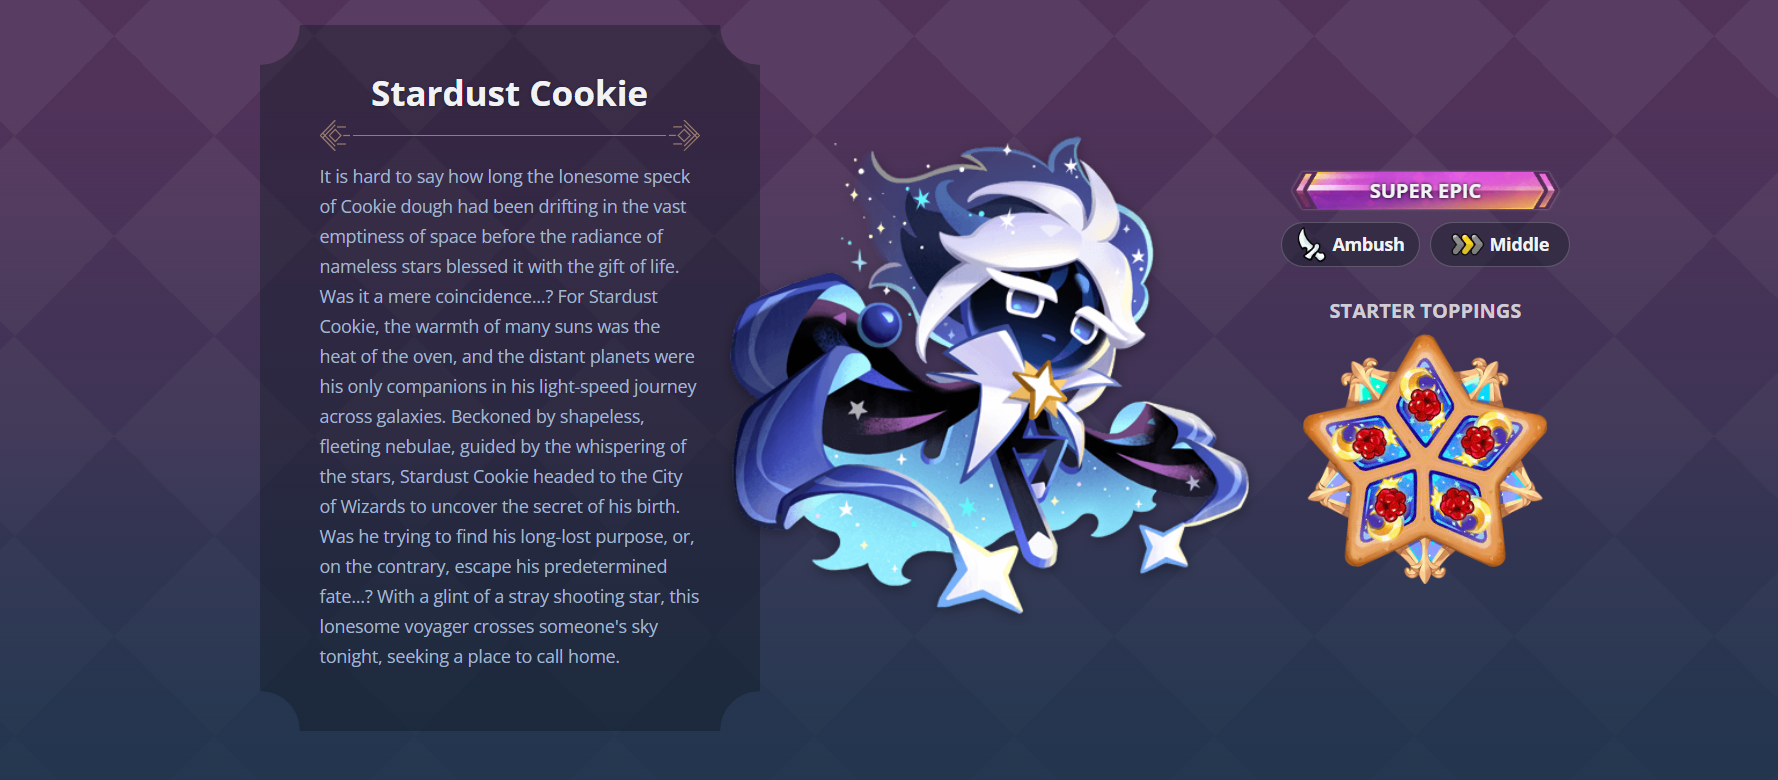 Stardust Cookie
It is hard to say how long the lonesome speck
of Cookie dough had been drifting in the vast
emptiness of space before the radiance of
nameless stars blessed it with the gift of life.
Was it a mere coincidence...? For Stardust
Cookie, the warmth of many suns was the
heat of the oven, and the distant planets were
his only companions in his light-speed journey
across galaxies. Beckoned by shapeless,
fleeting nebulae, guided by the whispering of
the stars, Stardust Cookie headed to the City
of Wizards to uncover the secret of his birth.
Was he trying to find his long-lost purpose, or,
on the contrary, escape his predetermined
fate...? With a glint of a stray shooting star, this
lonesome voyager crosses someone's sky
tonight, seeking a place to call home.
SUPER EPIC
Ambush
Middle
STARTER TOPPINGS